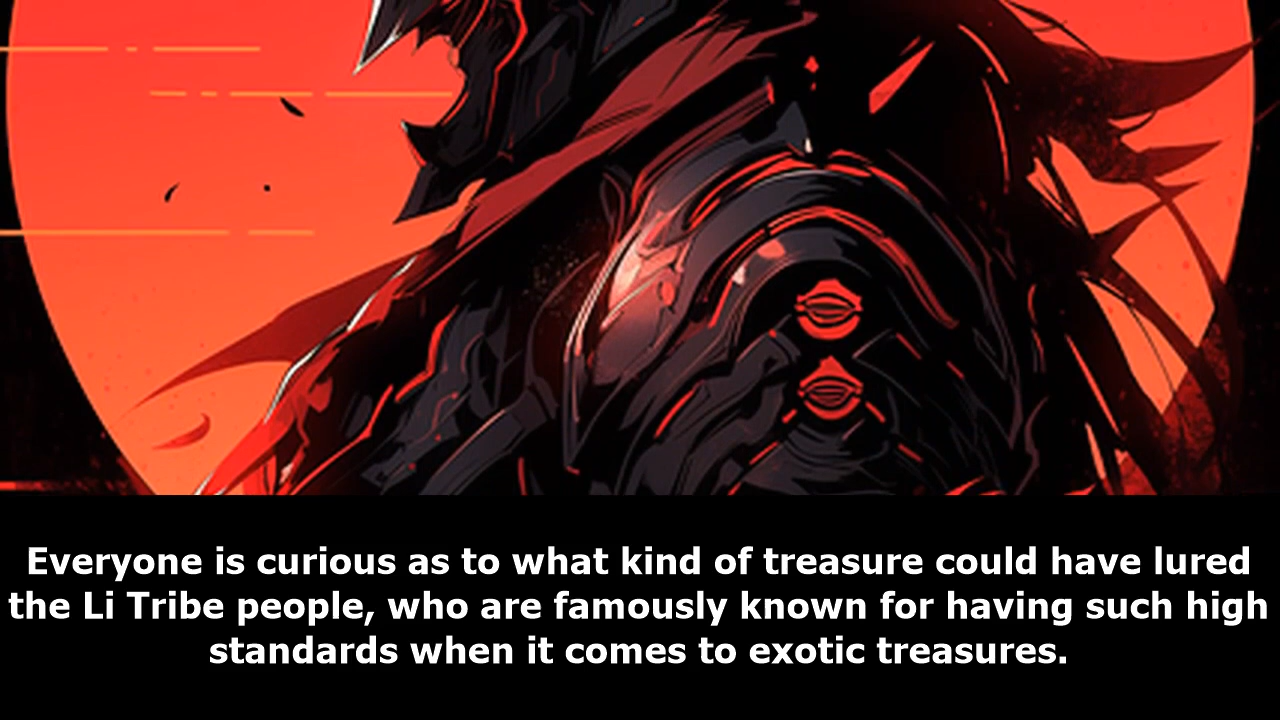 Everyone is curious as to what kind of treasure could have lured
the Li Tribe people, who are famously known for having such high
standards when it comes to exotic treasures.